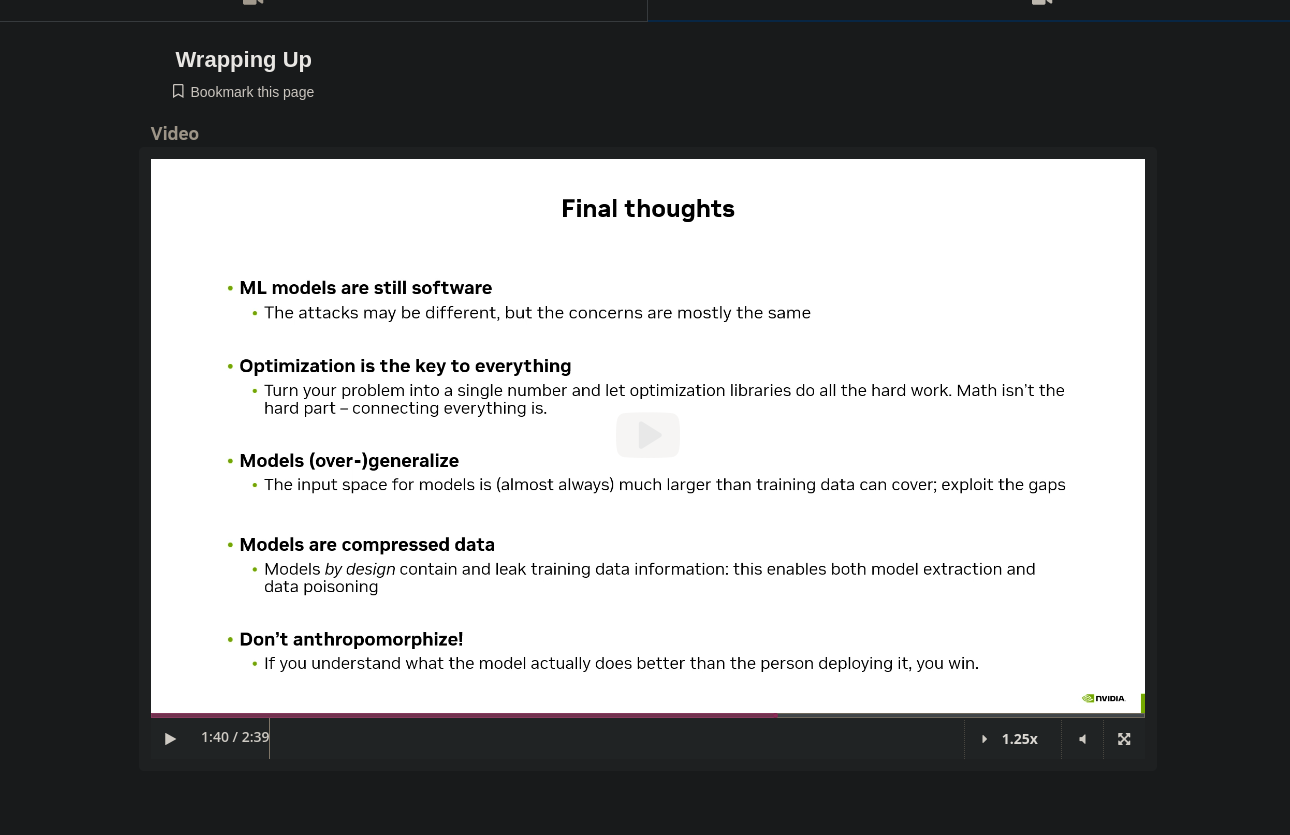 Wrapping Up
Bookmark this page
Video
Final thoughts
• ML models are still software
• The attacks may be different, but the concerns are mostly the same
• Optimization is the key to everything
• Turn your problem into a single number and let optimization libraries do all the hard work. Math isn’t the
hard part – connecting everything is.
• Models (over-)generalize
• The input space for models is (almost always) much larger than training data can cover; exploit the gaps
• Models are compressed data
• Models by design contain and leak training data information: this enables both model extraction and
data poisoning
• Don’t anthropomorphize!
• If you understand what the model actually does better than the person deploying it, you win.
NVIDIA.
1:40 / 2:39
1.25x